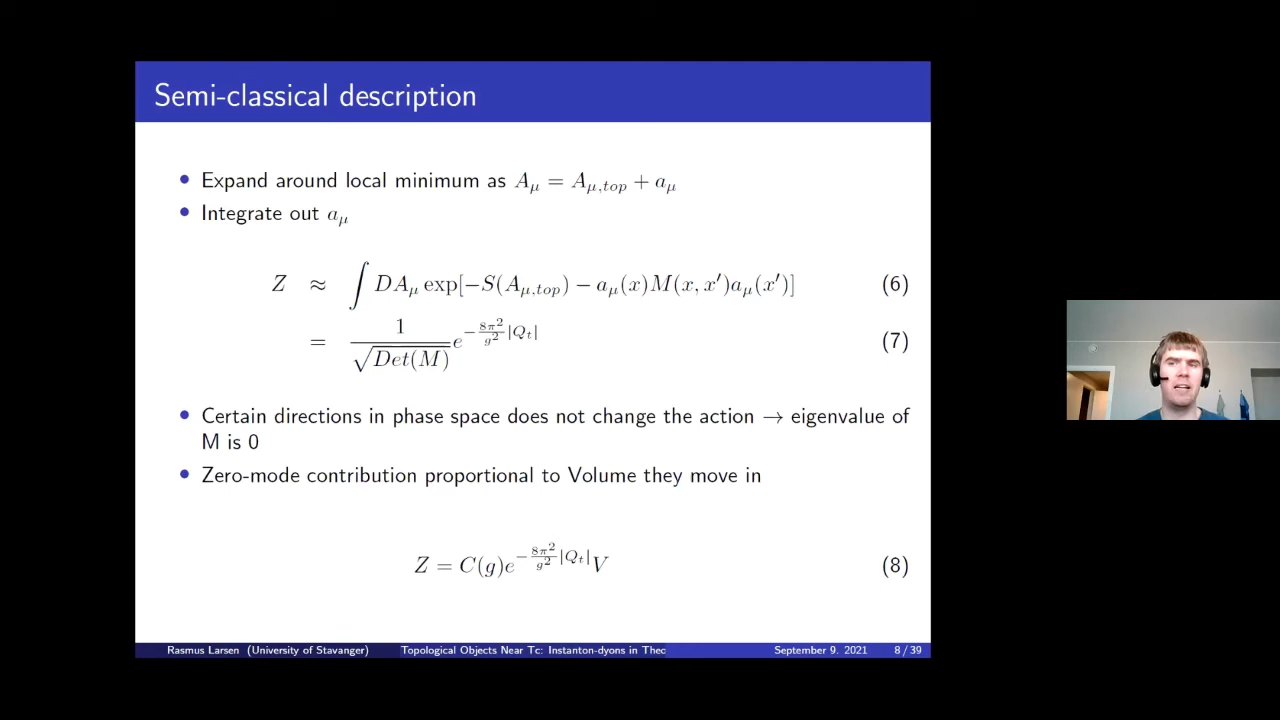 Semi-classical description
• Expand around local minimum as A_μ = A_{μ,top} + a_μ
• Integrate out a_μ
Z ≈ ∫ DA_μ exp[−S(A_{μ,top}) − a_μ(x)M(x, x′)a_μ(x′)] (6)
= 1/√Det(M) e^{−8π²/g² |Q_t|} (7)
• Certain directions in phase space does not change the action → eigenvalue of
M is 0
• Zero-mode contribution proportional to Volume they move in
Z = C(g)e^{−8π²/g² |Q_t|}V (8)
Rasmus Larsen (University of Stavanger) Topological Objects Near Tc: Instanton-dyons in Theo September 9. 2021 8 / 39